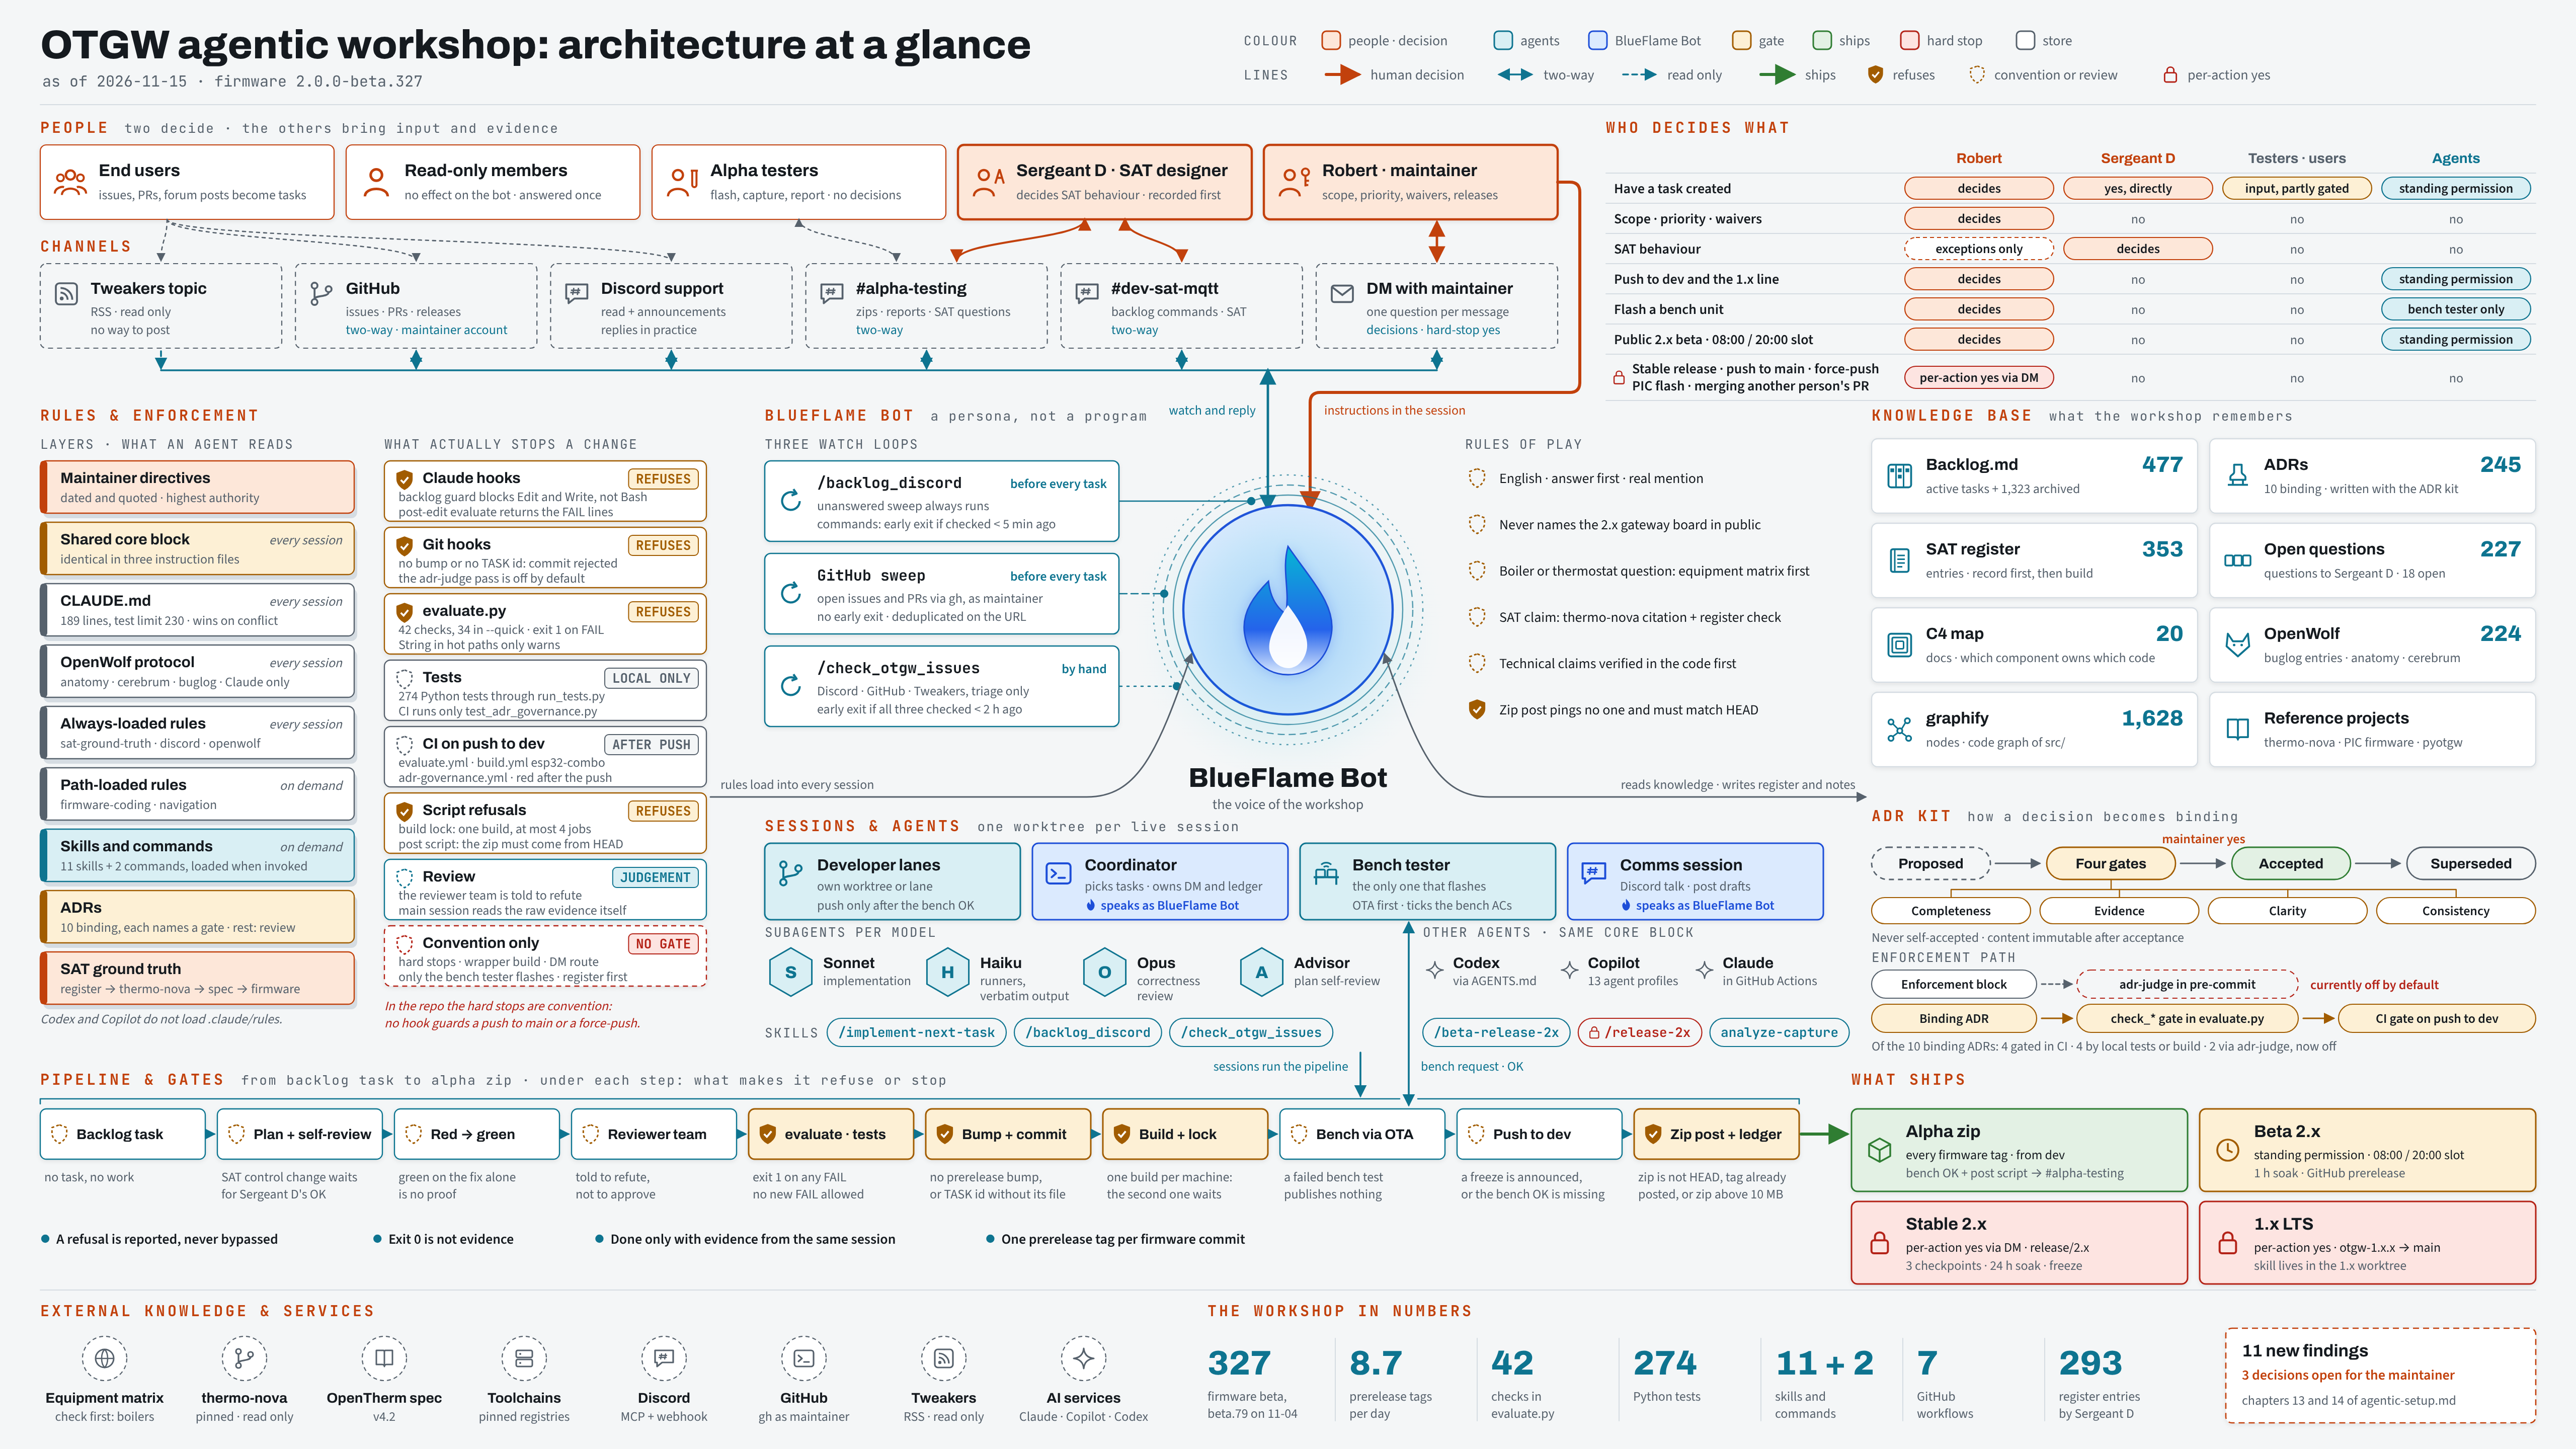 OTGW agentic workshop: architecture at a glance
as of 2026-11-15 · firmware 2.0.0-beta.327
COLOUR people · decision agents BlueFlame Bot gate ships hard stop store
LINES human decision two-way read only ships refuses convention or review per-action yes
PEOPLE two decide · the others bring input and evidence
End users
issues, PRs, forum posts become tasks
Read-only members
no effect on the bot · answered once
Alpha testers
flash, capture, report · no decisions
Sergeant D · SAT designer
decides SAT behaviour · recorded first
Robert · maintainer
scope, priority, waivers, releases
CHANNELS
Tweakers topic
RSS · read only
no way to post
GitHub
issues · PRs · releases
two-way · maintainer account
Discord support
read + announcements
replies in practice
#alpha-testing
zips · reports · SAT questions
two-way
#dev-sat-mqtt
backlog commands · SAT
two-way
DM with maintainer
one question per message
decisions · hard-stop yes
WHO DECIDES WHAT
Robert Sergeant D Testers · users Agents
Have a task created decides yes, directly input, partly gated standing permission
Scope · priority · waivers decides no no no
SAT behaviour exceptions only decides no no
Push to dev and the 1.x line decides no no standing permission
Flash a bench unit decides no no bench tester only
Public 2.x beta · 08:00 / 20:00 slot decides no no standing permission
Stable release · push to main · force-push
PIC flash · merging another person's PR per-action yes via DM no no no
RULES & ENFORCEMENT
LAYERS · WHAT AN AGENT READS
Maintainer directives
dated and quoted · highest authority
Shared core block every session
identical in three instruction files
CLAUDE.md every session
189 lines, test limit 230 · wins on conflict
OpenWolf protocol every session
anatomy · cerebrum · buglog · Claude only
Always-loaded rules every session
sat-ground-truth · discord · openwolf
Path-loaded rules on demand
firmware-coding · navigation
Skills and commands on demand
11 skills + 2 commands, loaded when invoked
ADRs
10 binding, each names a gate · rest: review
SAT ground truth
register → thermo-nova → spec → firmware
Codex and Copilot do not load .claude/rules.
WHAT ACTUALLY STOPS A CHANGE
Claude hooks REFUSES
backlog guard blocks Edit and Write, not Bash
post-edit evaluate returns the FAIL lines
Git hooks REFUSES
no bump or no TASK id: commit rejected
the adr-judge pass is off by default
evaluate.py REFUSES
42 checks, 34 in --quick · exit 1 on FAIL
String in hot paths only warns
Tests LOCAL ONLY
274 Python tests through run_tests.py
CI runs only test_adr_governance.py
CI on push to dev AFTER PUSH
evaluate.yml · build.yml esp32-combo
adr-governance.yml · red after the push
Script refusals REFUSES
build lock: one build, at most 4 jobs
post script: the zip must come from HEAD
Review JUDGEMENT
the reviewer team is told to refute
main session reads the raw evidence itself
Convention only NO GATE
hard stops · wrapper build · DM route
only the bench tester flashes · register first
In the repo the hard stops are convention:
no hook guards a push to main or a force-push.
BLUEFLAME BOT a persona, not a program
watch and reply
instructions in the session
THREE WATCH LOOPS
/backlog_discord before every task
unanswered sweep always runs
commands: early exit if checked < 5 min ago
GitHub sweep before every task
open issues and PRs via gh, as maintainer
no early exit · deduplicated on the URL
/check_otgw_issues by hand
Discord · GitHub · Tweakers, triage only
early exit if all three checked < 2 h ago
rules load into every session
BlueFlame Bot
the voice of the workshop
RULES OF PLAY
English · answer first · real mention
Never names the 2.x gateway board in public
Boiler or thermostat question: equipment matrix first
SAT claim: thermo-nova citation + register check
Technical claims verified in the code first
Zip post pings no one and must match HEAD
reads knowledge · writes register and notes
KNOWLEDGE BASE what the workshop remembers
Backlog.md 477
active tasks + 1,323 archived
ADRs 245
10 binding · written with the ADR kit
SAT register 353
entries · record first, then build
Open questions 227
questions to Sergeant D · 18 open
C4 map 20
docs · which component owns which code
OpenWolf 224
buglog entries · anatomy · cerebrum
graphify 1,628
nodes · code graph of src/
Reference projects
thermo-nova · PIC firmware · pyotgw
SESSIONS & AGENTS one worktree per live session
Developer lanes
own worktree or lane
push only after the bench OK
Coordinator
picks tasks · owns DM and ledger
speaks as BlueFlame Bot
Bench tester
the only one that flashes
OTA first · ticks the bench ACs
Comms session
Discord talk · post drafts
speaks as BlueFlame Bot
SUBAGENTS PER MODEL
S Sonnet
implementation
H Haiku
runners,
verbatim output
O Opus
correctness
review
A Advisor
plan self-review
OTHER AGENTS · SAME CORE BLOCK
Codex
via AGENTS.md
Copilot
13 agent profiles
Claude
in GitHub Actions
SKILLS /implement-next-task /backlog_discord /check_otgw_issues /beta-release-2x /release-2x analyze-capture
sessions run the pipeline
bench request · OK
ADR KIT how a decision becomes binding
maintainer yes
Proposed Four gates Accepted Superseded
Completeness Evidence Clarity Consistency
Never self-accepted · content immutable after acceptance
ENFORCEMENT PATH
Enforcement block adr-judge in pre-commit currently off by default
Binding ADR check_* gate in evaluate.py CI gate on push to dev
Of the 10 binding ADRs: 4 gated in CI · 4 by local tests or build · 2 via adr-judge, now off
PIPELINE & GATES from backlog task to alpha zip · under each step: what makes it refuse or stop
Backlog task
no task, no work
Plan + self-review
SAT control change waits
for Sergeant D's OK
Red → green
green on the fix alone
is no proof
Reviewer team
told to refute,
not to approve
evaluate · tests
exit 1 on any FAIL
no new FAIL allowed
Bump + commit
no prerelease bump,
or TASK id without its file
Build + lock
one build per machine:
the second one waits
Bench via OTA
a failed bench test
publishes nothing
Push to dev
a freeze is announced,
or the bench OK is missing
Zip post + ledger
zip is not HEAD, tag already
posted, or zip above 10 MB
A refusal is reported, never bypassed
Exit 0 is not evidence
Done only with evidence from the same session
One prerelease tag per firmware commit
WHAT SHIPS
Alpha zip
every firmware tag · from dev
bench OK + post script → #alpha-testing
Beta 2.x
standing permission · 08:00 / 20:00 slot
1 h soak · GitHub prerelease
Stable 2.x
per-action yes via DM · release/2.x
3 checkpoints · 24 h soak · freeze
1.x LTS
per-action yes · otgw-1.x.x → main
skill lives in the 1.x worktree
EXTERNAL KNOWLEDGE & SERVICES
Equipment matrix
check first: boilers
thermo-nova
pinned · read only
OpenTherm spec
v4.2
Toolchains
pinned registries
Discord
MCP + webhook
GitHub
gh as maintainer
Tweakers
RSS · read only
AI services
Claude · Copilot · Codex
THE WORKSHOP IN NUMBERS
327
firmware beta,
beta.79 on 11-04
8.7
prerelease tags
per day
42
checks in
evaluate.py
274
Python tests
11 + 2
skills and
commands
7
GitHub
workflows
293
register entries
by Sergeant D
11 new findings
3 decisions open for the maintainer
chapters 13 and 14 of agentic-setup.md